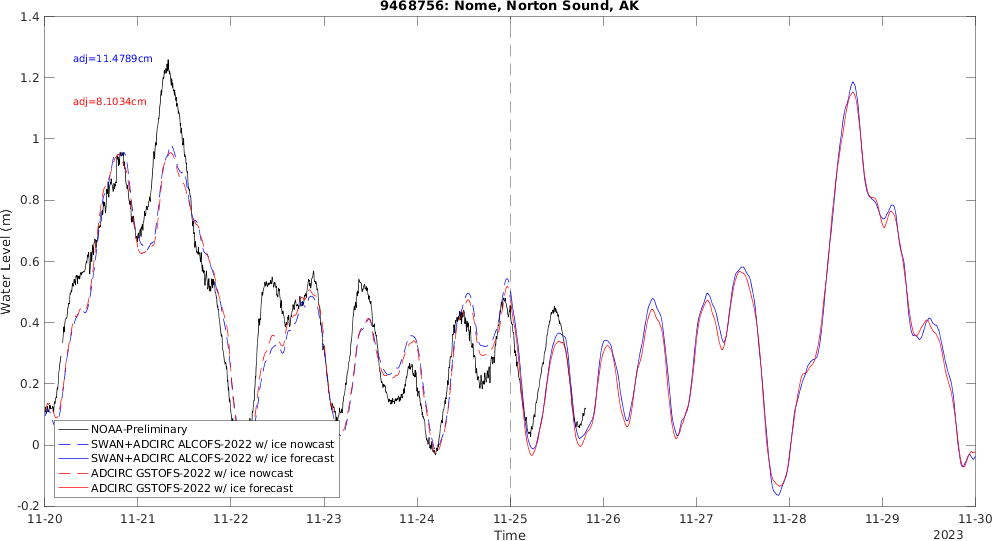 9468756: Nome, Norton Sound, AK
1.4
1.2
1
0.8
0.6
0.4
0.2
0
-0.2
Water Level (m)
adj=11.4789cm
adj=8.1034cm
NOAA-Preliminary
SWAN+ADCIRC ALCOFS-2022 w/ ice nowcast
SWAN+ADCIRC ALCOFS-2022 w/ ice forecast
ADCIRC GSTOFS-2022 w/ ice nowcast
ADCIRC GSTOFS-2022 w/ ice forecast
11-20 11-21 11-22 11-23 11-24 11-25 11-26 11-27 11-28 11-29 11-30
Time
2023